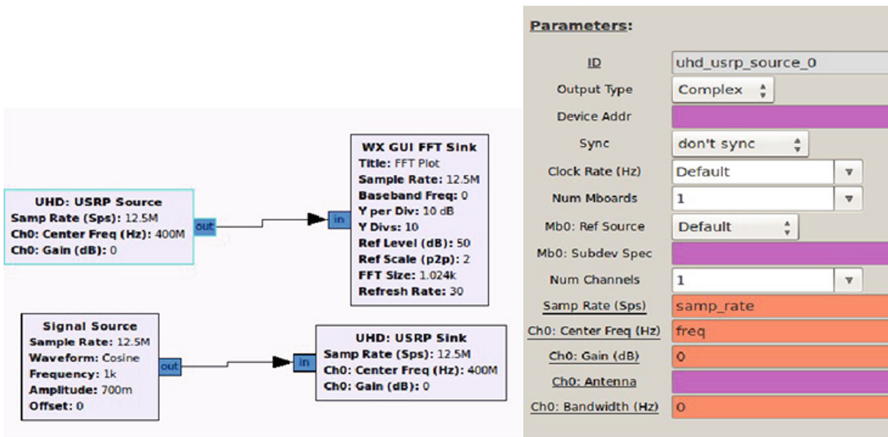 UHD: USRP Source
Samp Rate (Sps): 12.5M
Ch0: Center Freq (Hz): 400M
Ch0: Gain (dB): 0
out
in
WX GUI FFT Sink
Title: FFT Plot
Sample Rate: 12.5M
Baseband Freq: 0
Y per Div: 10 dB
Y Divs: 10
Ref Level (dB): 50
Ref Scale (p2p): 2
FFT Size: 1.024k
Refresh Rate: 30
Signal Source
Sample Rate: 12.5M
Waveform: Cosine
Frequency: 1k
Amplitude: 700m
Offset: 0
out
in
UHD: USRP Sink
Samp Rate (Sps): 12.5M
Ch0: Center Freq (Hz): 400M
Ch0: Gain (dB): 0
Parameters:
ID uhd_usrp_source_0
Output Type Complex
Device Addr
Sync don't sync
Clock Rate (Hz) Default
Num Mboards 1
Mb0: Ref Source Default
Mb0: Subdev Spec
Num Channels 1
Samp Rate (Sps) samp_rate
Ch0: Center Freq (Hz) freq
Ch0: Gain (dB) 0
Ch0: Antenna
Ch0: Bandwidth (Hz) 0